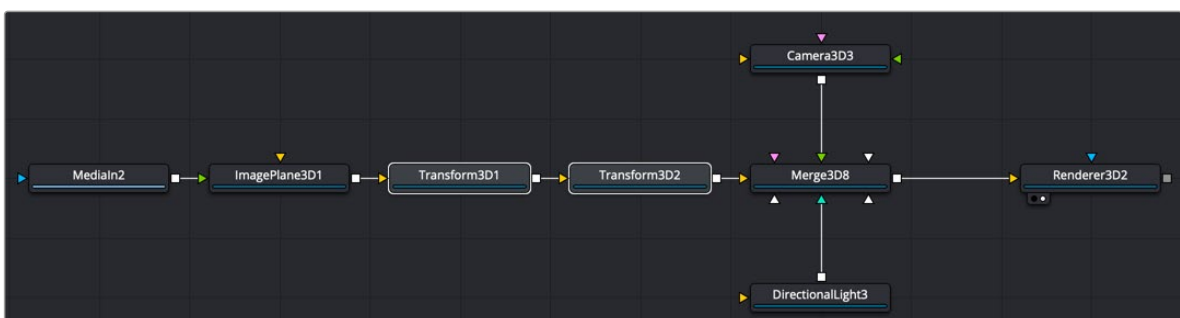 Camera3D3
MediaIn2
ImagePlane3D1
Transform3D1
Transform3D2
Merge3D8
Renderer3D2
DirectionalLight3